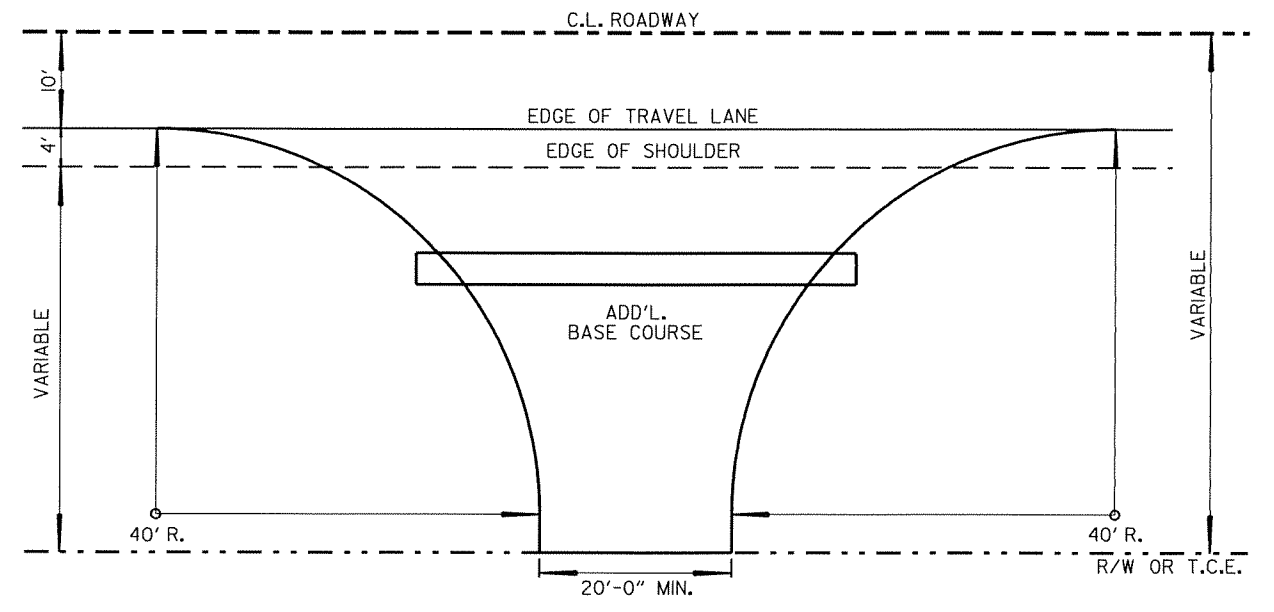 C.L. ROADWAY
10'
EDGE OF TRAVEL LANE
4'
EDGE OF SHOULDER
VARIABLE
VARIABLE
ADD'L.
BASE COURSE
40' R.
40' R.
R/W OR T.C.E.
20'-0" MIN.